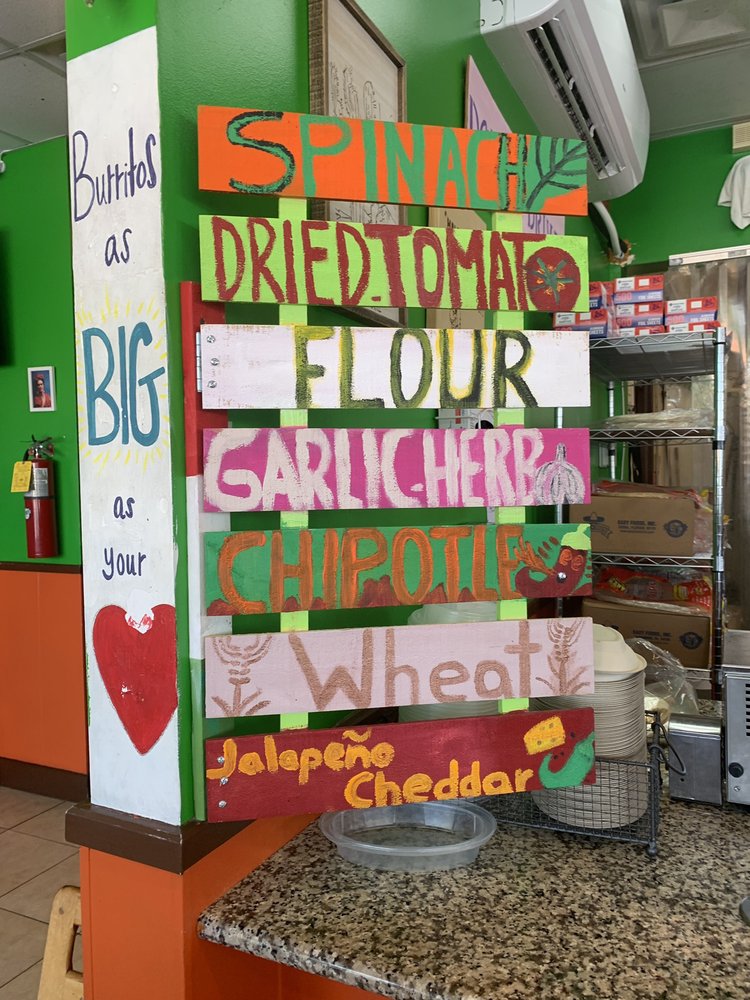 Burritos
as
BIG
as
your
SPINACH
DRIED.TOMATO
FLOUR
GARLIC-HERB
CHIPOTLE
Wheat
Jalapeño
Cheddar